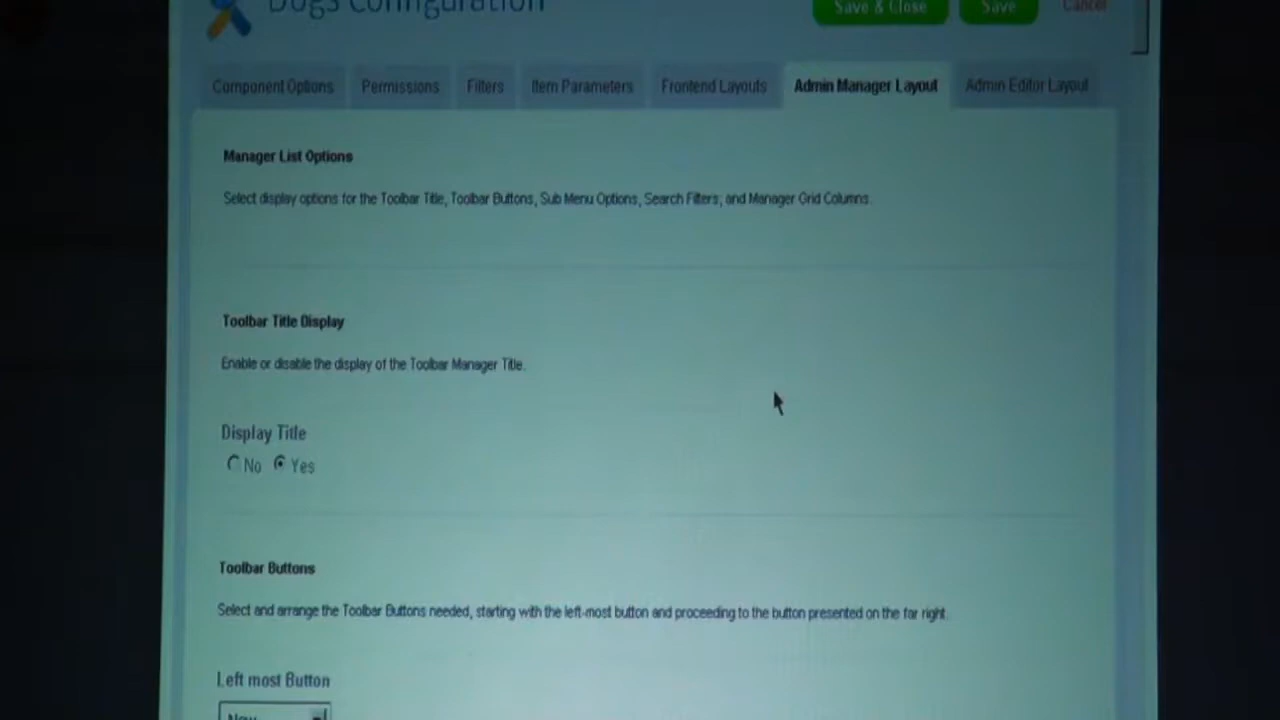 Dogs Configuration
Save & Close Save Cancel
Component Options Permissions Filters Item Parameters Frontend Layouts Admin Manager Layout Admin Editor Layout
Manager List Options
Select display options for the Toolbar Title, Toolbar Buttons, Sub Menu Options, Search Filters, and Manager Grid Columns.
Toolbar Title Display
Enable or disable the display of the Toolbar Manager Title.
Display Title
No Yes
Toolbar Buttons
Select and arrange the Toolbar Buttons needed, starting with the left-most button and proceeding to the button presented on the far right.
Left most Button
New